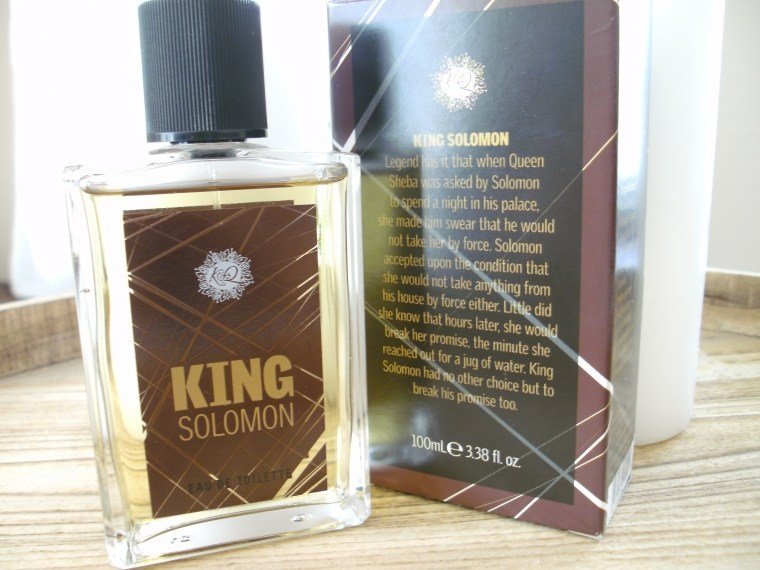 K&Q
KING
SOLOMON
EAU DE TOILETTE
KING SOLOMON
Legend has it that when Queen
Sheba was asked by Solomon
to spend a night in his palace,
she made him swear that he would
not take her by force. Solomon
accepted upon the condition that
she would not take anything from
his house by force either. Little did
she know that hours later, she would
break her promise, the minute she
reached out for a jug of water. King
Solomon had no other choice but to
break his promise too.
100mL℮ 3.38 fl. oz.